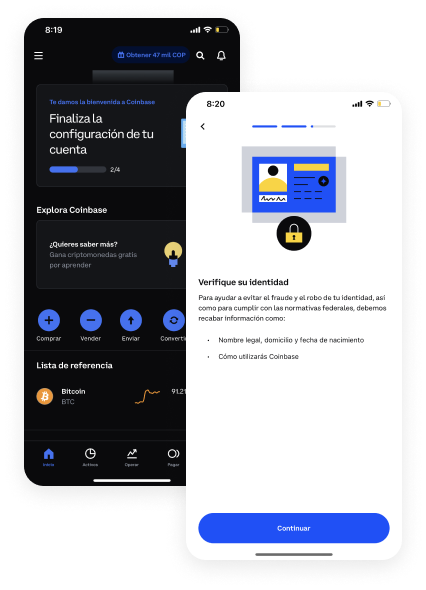 8:19
Obtener 47 mil COP
Te damos la bienvenida a Coinbase
Finaliza la
configuración de tu
cuenta
2/4
Explora Coinbase
¿Quieres saber más?
Gana criptomonedas gratis
por aprender
Comprar
Vender
Enviar
Convertir
Lista de referencia
Bitcoin
BTC
91.21
Inicio
Activos
Operar
Pagar
8:20
Verifique su identidad
Para ayudar a evitar el fraude y el robo de tu identidad, así
como para cumplir con las normativas federales, debemos
recabar información como:
• Nombre legal, domicilio y fecha de nacimiento
• Cómo utilizarás Coinbase
Continuar